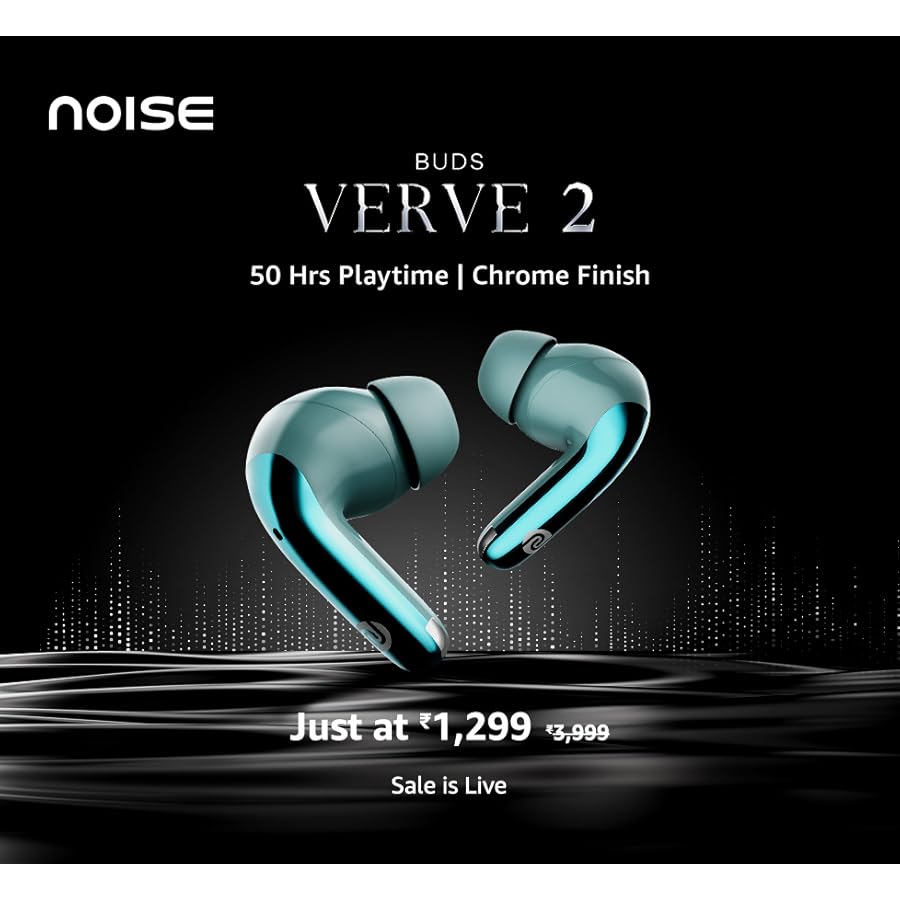 NOISE
BUDS
VERVE 2
50 Hrs Playtime | Chrome Finish
Just at ₹1,299 ₹3,999
Sale is Live